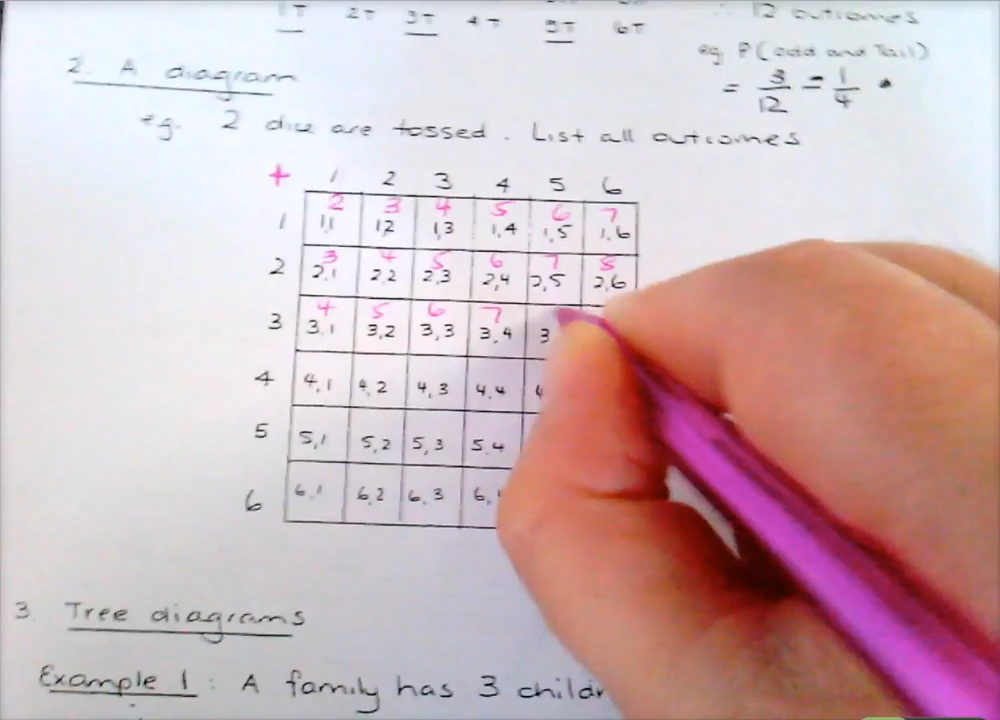 1T 2T 3T 4T 5T 6T
∴ 12 outcomes
eg. P(odd and Tail)
= 3/12 = 1/4
2. A diagram
eg. 2 dice are tossed. List all outcomes
+ 1 2 3 4 5 6
2 3 4 5 6 7
1 1,1 1,2 1,3 1,4 1,5 1,6
3 4 5 6 7 8
2 2,1 2,2 2,3 2,4 2,5 2,6
4 5 6 7
3 3,1 3,2 3,3 3,4 3
4 4,1 4,2 4,3 4,4 4
5 5,1 5,2 5,3 5,4
6 6,1 6,2 6,3 6,
3. Tree diagrams
Example 1: A family has 3 childr